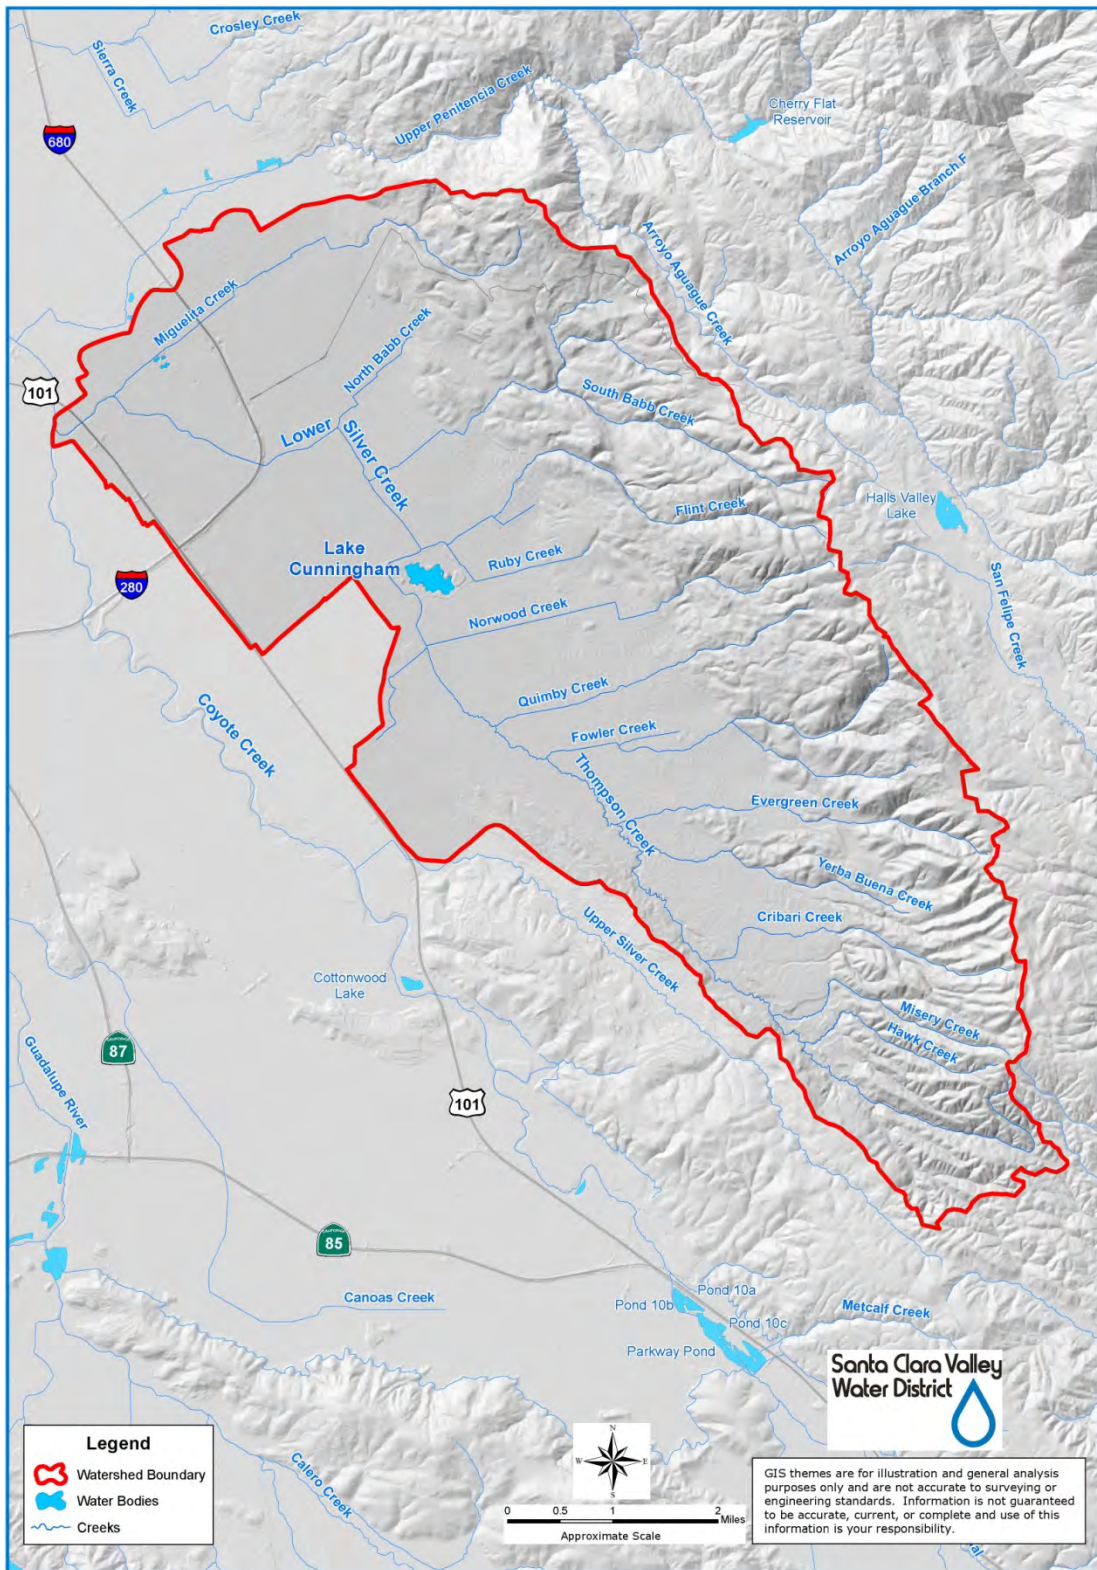 Crosley Creek
Sierra Creek
680
Upper Penitencia Creek
Cherry Flat
Reservoir
Arroyo Aguague Branch F
Arroyo Aguague Creek
Miguelita Creek
North Babb Creek
101
South Babb Creek
Lower
Silver Creek
Flint Creek
Halls Valley
Lake
Lake
Cunningham
Ruby Creek
280
San Felipe Creek
Norwood Creek
Quimby Creek
Coyote Creek
Fowler Creek
Thompson Creek
Evergreen Creek
Yerba Buena Creek
Cribari Creek
Upper Silver Creek
Cottonwood
Lake
Misery Creek
Hawk Creek
Guadalupe River
87
101
85
Canoas Creek
Pond 10a
Pond 10b
Pond 10c
Parkway Pond
Metcalf Creek
Santa Clara Valley
Water District
Legend
Watershed Boundary
Water Bodies
Creeks
Calero Creek
N
W
E
S
0 0.5 1 2
Miles
Approximate Scale
GIS themes are for illustration and general analysis
purposes only and are not accurate to surveying or
engineering standards. Information is not guaranteed
to be accurate, current, or complete and use of this
information is your responsibility.